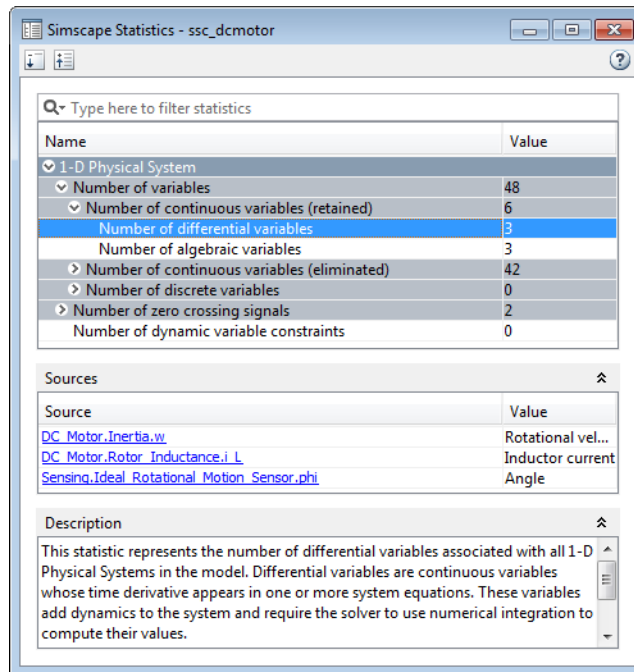 Simscape Statistics - ssc_dcmotor
Type here to filter statistics
Name Value
1-D Physical System
Number of variables 48
Number of continuous variables (retained) 6
Number of differential variables 3
Number of algebraic variables 3
Number of continuous variables (eliminated) 42
Number of discrete variables 0
Number of zero crossing signals 2
Number of dynamic variable constraints 0
Sources
Source Value
DC_Motor.Inertia.w Rotational vel...
DC_Motor.Rotor_Inductance.i_L Inductor current
Sensing.Ideal_Rotational_Motion_Sensor.phi Angle
Description
This statistic represents the number of differential variables associated with all 1-D
Physical Systems in the model. Differential variables are continuous variables
whose time derivative appears in one or more system equations. These variables
add dynamics to the system and require the solver to use numerical integration to
compute their values.